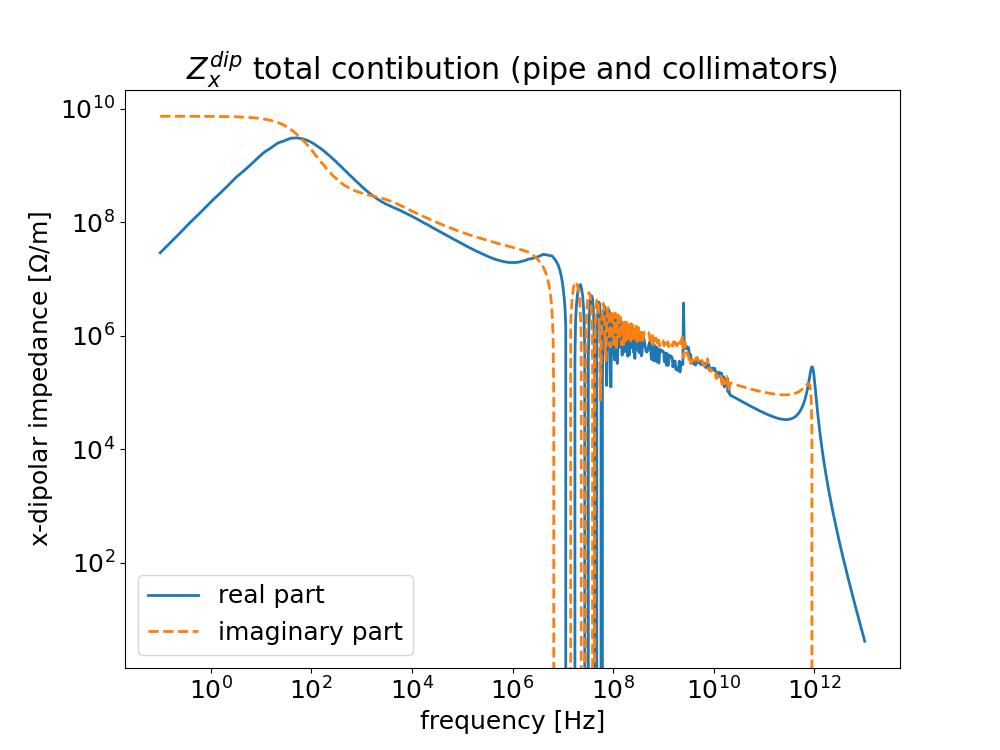 Z_x^{dip} total contibution (pipe and collimators)
x-dipolar impedance [Ω/m]
10^{10}
10^8
10^6
10^4
10^2
real part
imaginary part
10^0 10^2 10^4 10^6 10^8 10^{10} 10^{12}
frequency [Hz]